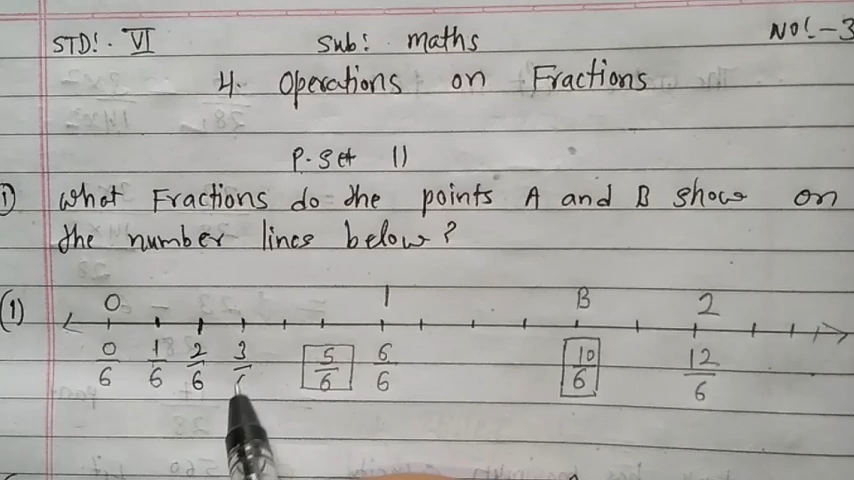 STD:. VI Sub: maths NO:-3
4. Operations on Fractions
P. Set 11
1) What Fractions do the points A and B show on
the number lines below?
(1) 0 1 B 2
0/6 1/6 2/6 3/6 5/6 6/6 10/6 12/6